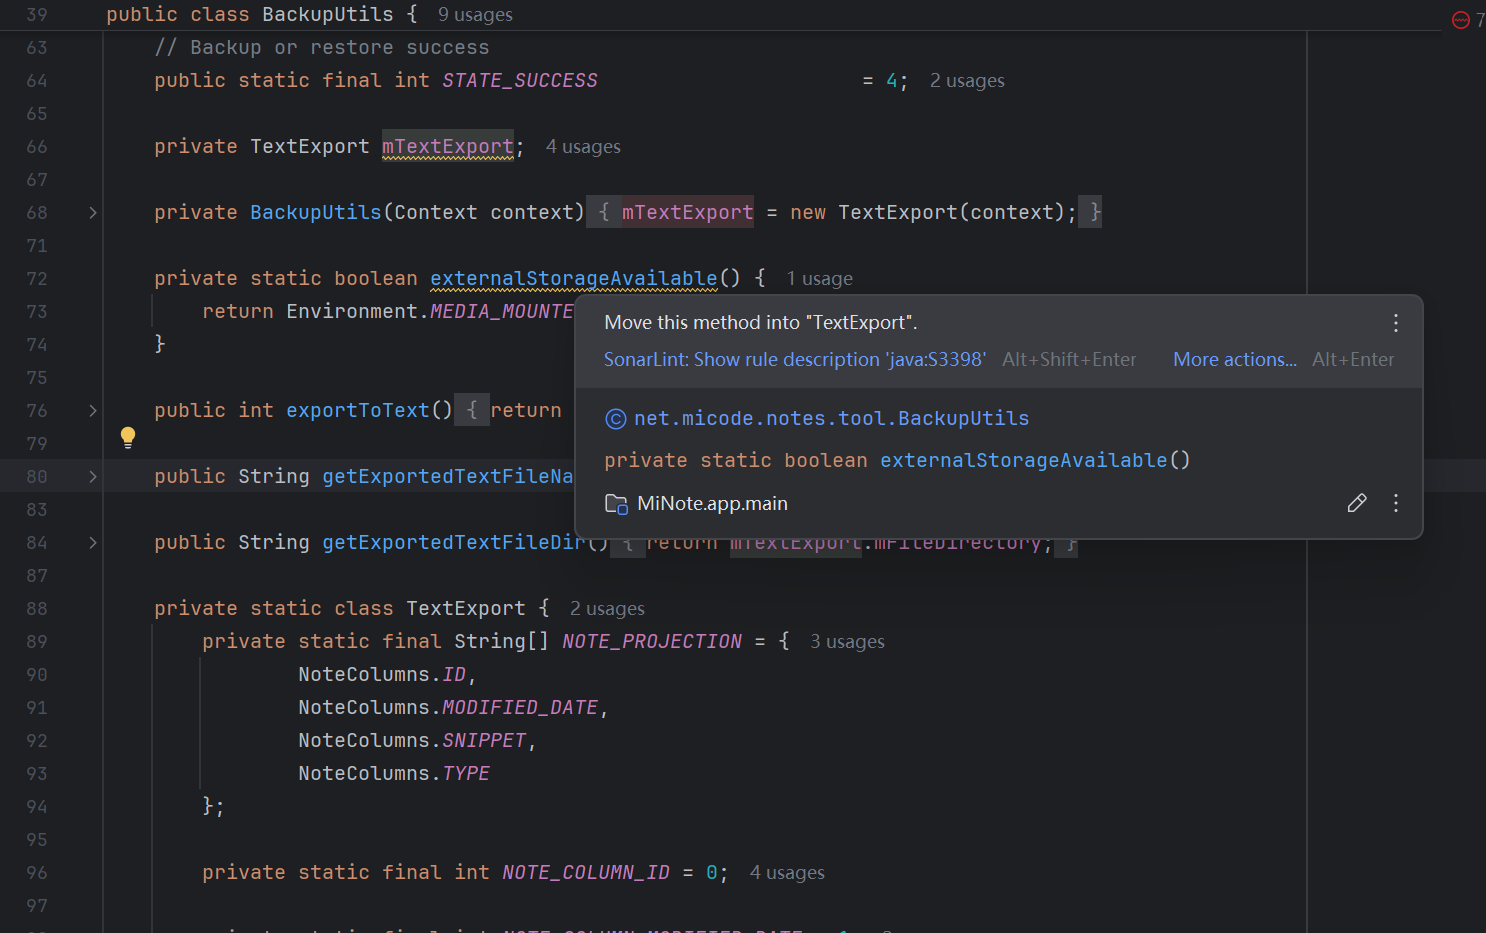 39 public class BackupUtils { 9 usages
7
63 // Backup or restore success
64 public static final int STATE_SUCCESS = 4; 2 usages
65
66 private TextExport mTextExport; 4 usages
67
68 private BackupUtils(Context context) { mTextExport = new TextExport(context); }
71
72 private static boolean externalStorageAvailable() { 1 usage
73 return Environment.MEDIA_MOUNTE
74 }
75
76 public int exportToText() { return
79
80 public String getExportedTextFileNa
83
84 public String getExportedTextFileDir() { return mTextExport.mFileDirectory; }
87
88 private static class TextExport { 2 usages
89 private static final String[] NOTE_PROJECTION = { 3 usages
90 NoteColumns.ID,
91 NoteColumns.MODIFIED_DATE,
92 NoteColumns.SNIPPET,
93 NoteColumns.TYPE
94 };
95
96 private static final int NOTE_COLUMN_ID = 0; 4 usages
97
Move this method into "TextExport".
SonarLint: Show rule description 'java:S3398' Alt+Shift+Enter More actions... Alt+Enter
net.micode.notes.tool.BackupUtils
private static boolean externalStorageAvailable()
MiNote.app.main